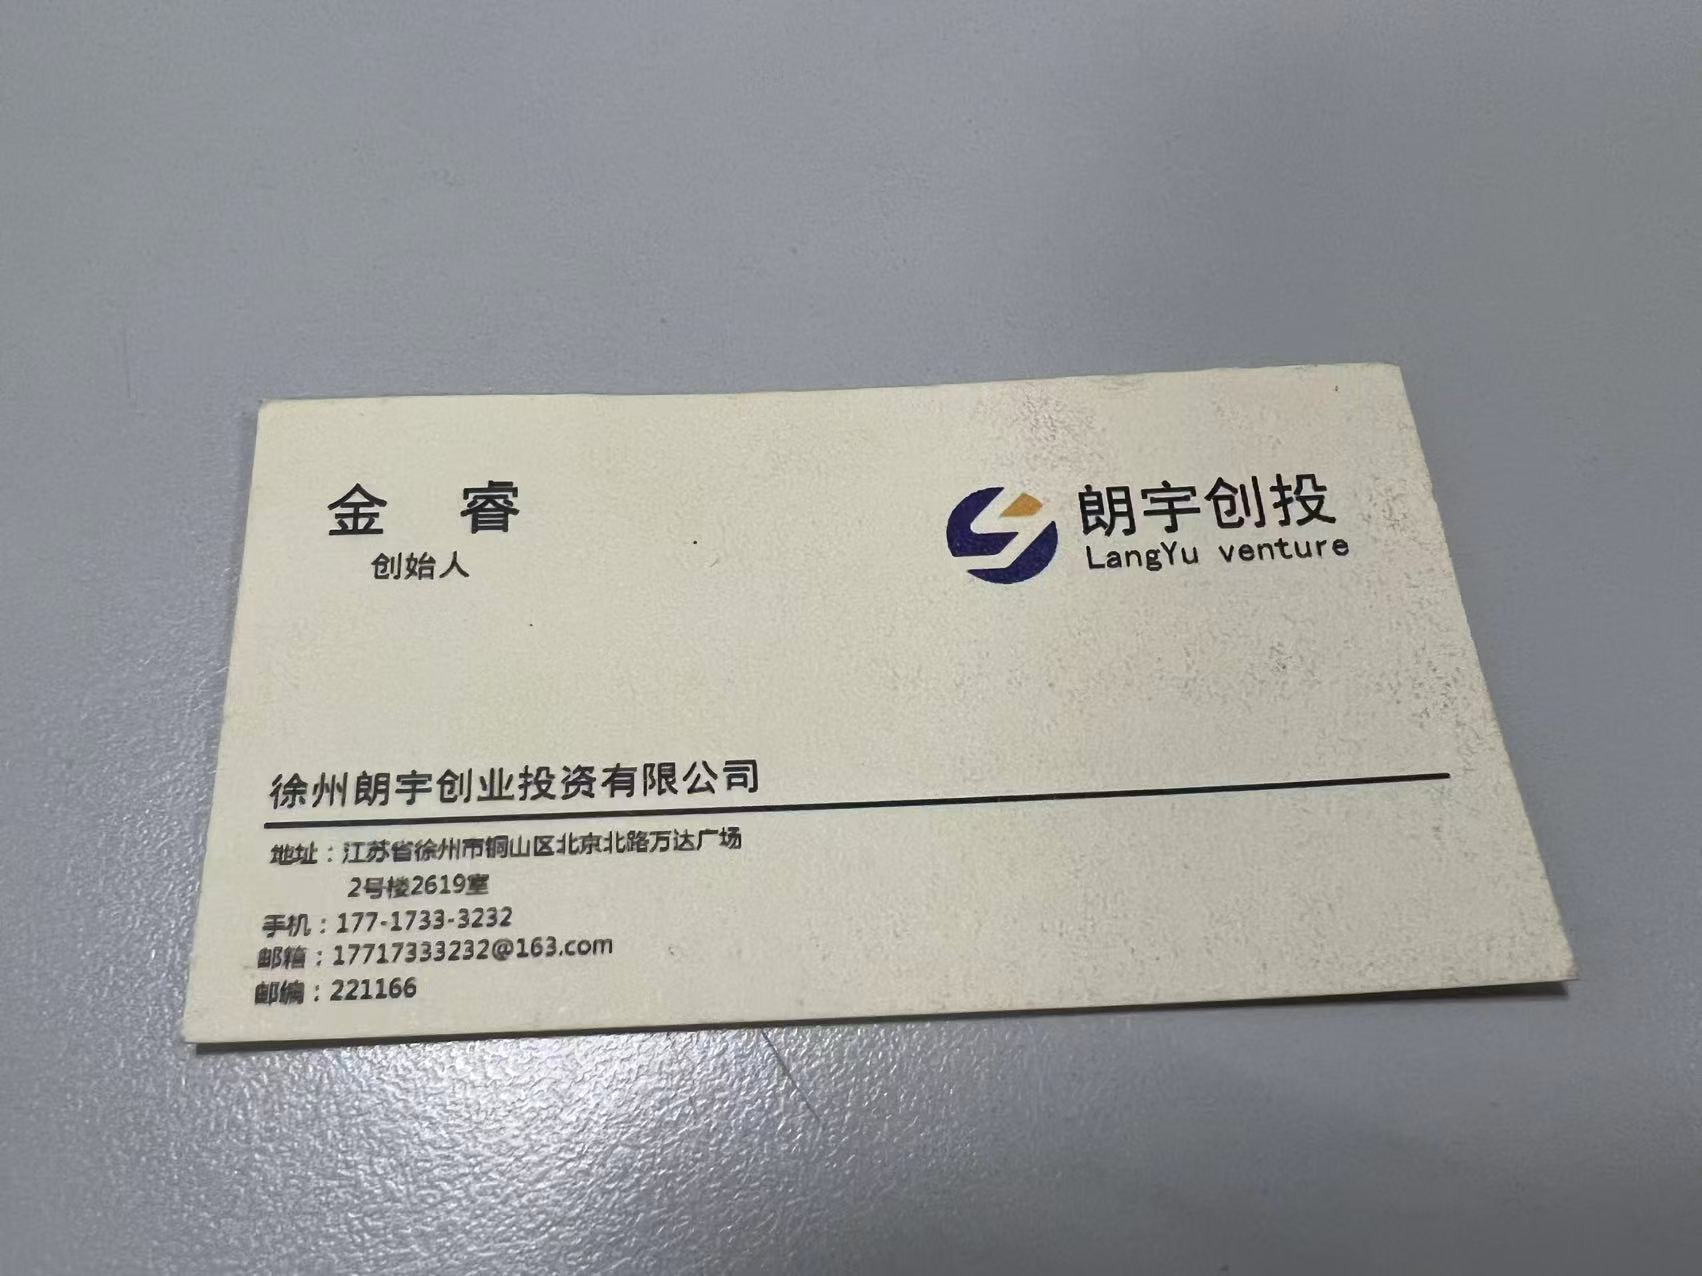 金 睿
创始人
朗宇创投
LangYu venture
徐州朗宇创业投资有限公司
地址：江苏省徐州市铜山区北京北路万达广场
2号楼2619室
手机：177-1733-3232
邮箱：17717333232@163.com
邮编：221166